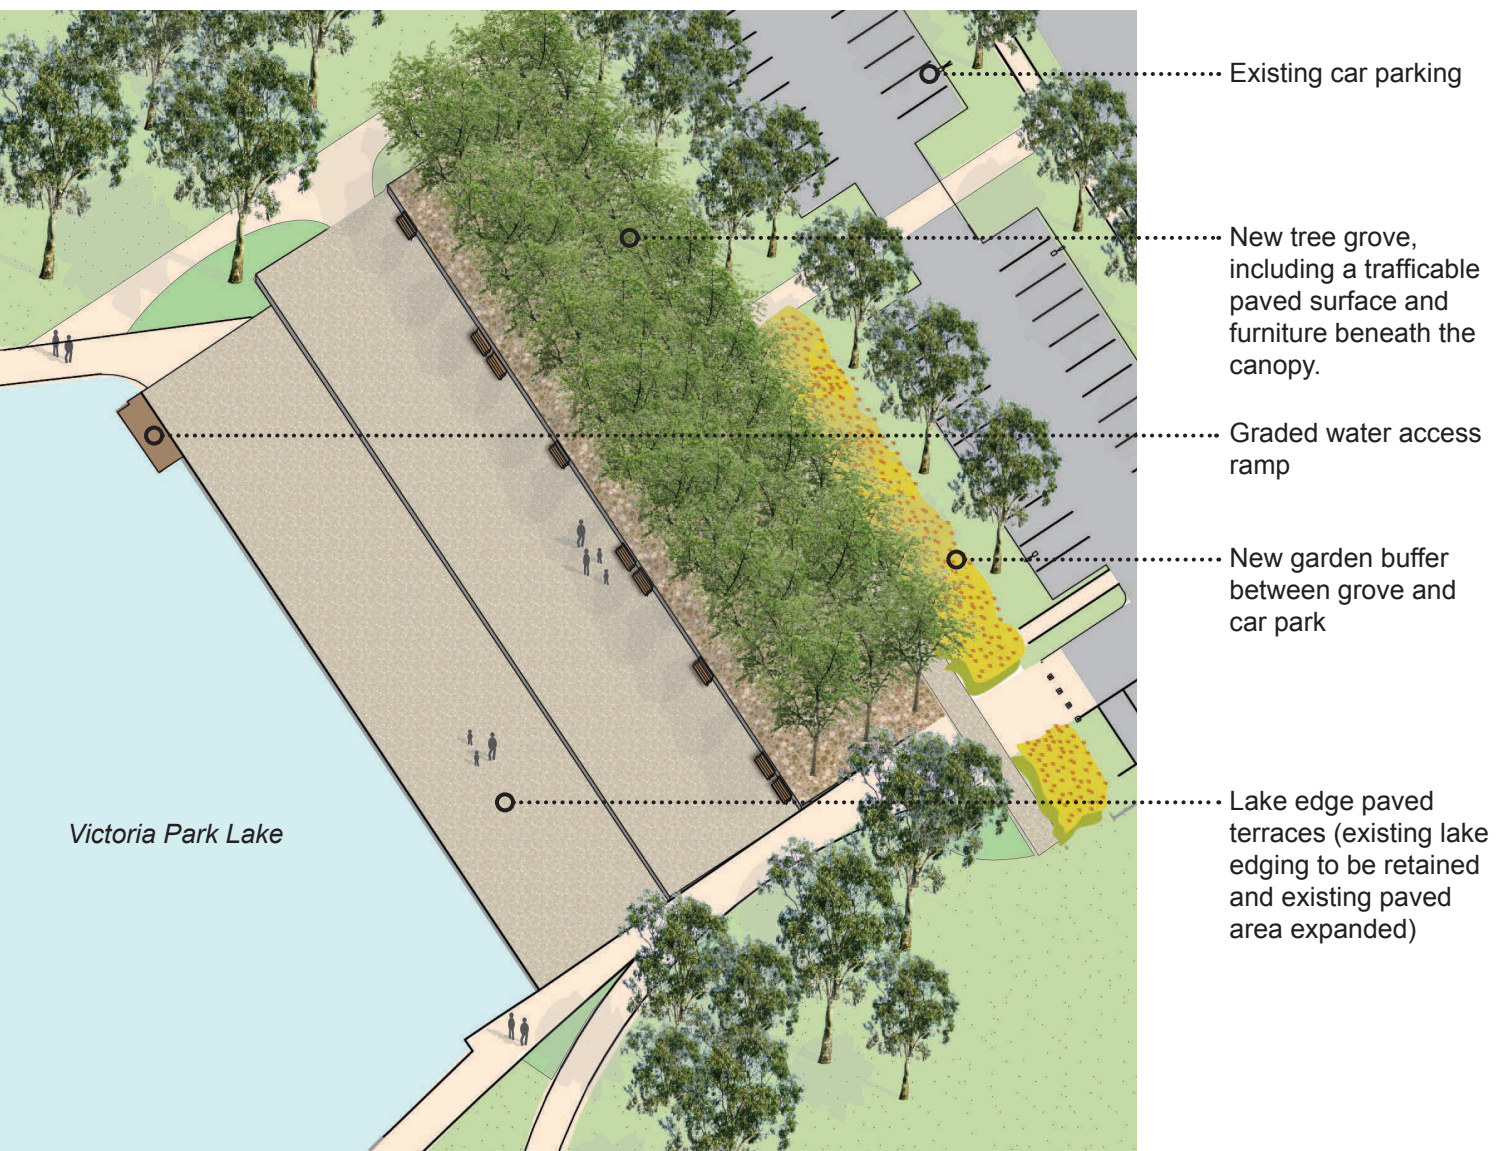 Existing car parking
New tree grove,
including a trafficable
paved surface and
furniture beneath the
canopy.
Graded water access
ramp
New garden buffer
between grove and
car park
Lake edge paved
terraces (existing lake
edging to be retained
and existing paved
area expanded)
Victoria Park Lake